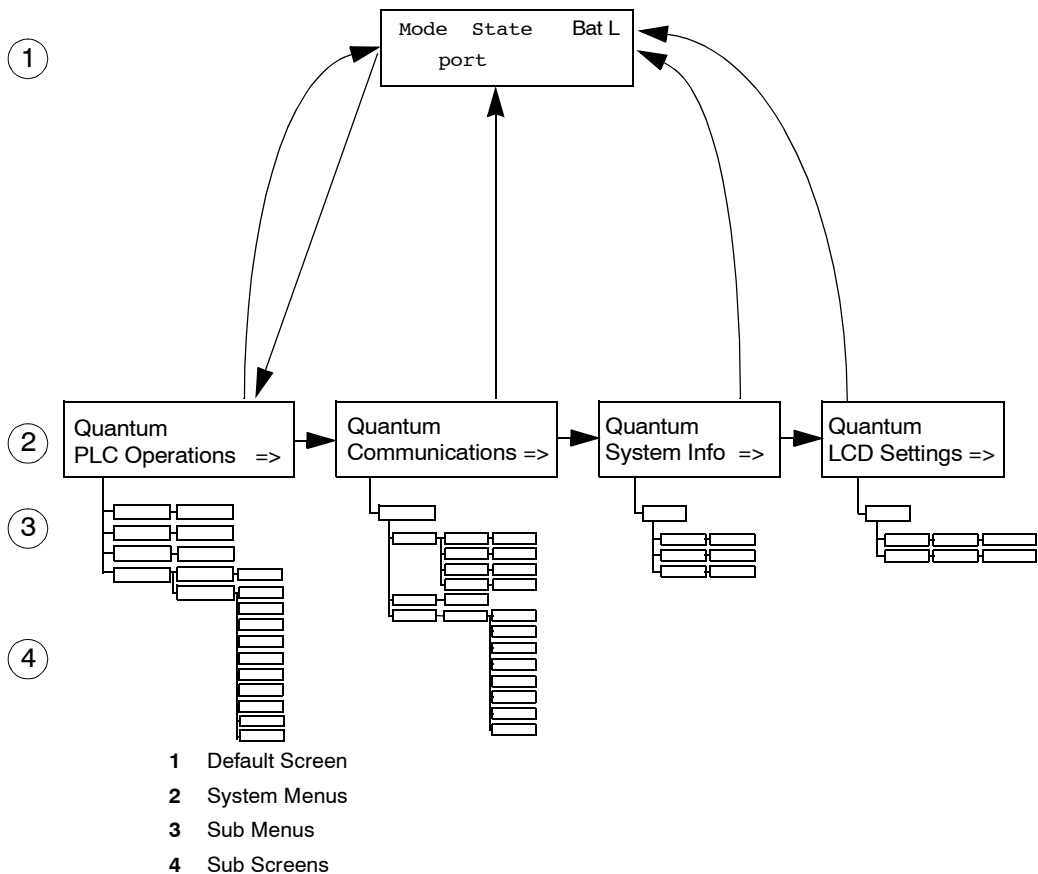 1
Mode State Bat L
port
2
Quantum
PLC Operations =>
Quantum
Communications =>
Quantum
System Info =>
Quantum
LCD Settings =>
3
4
1 Default Screen
2 System Menus
3 Sub Menus
4 Sub Screens